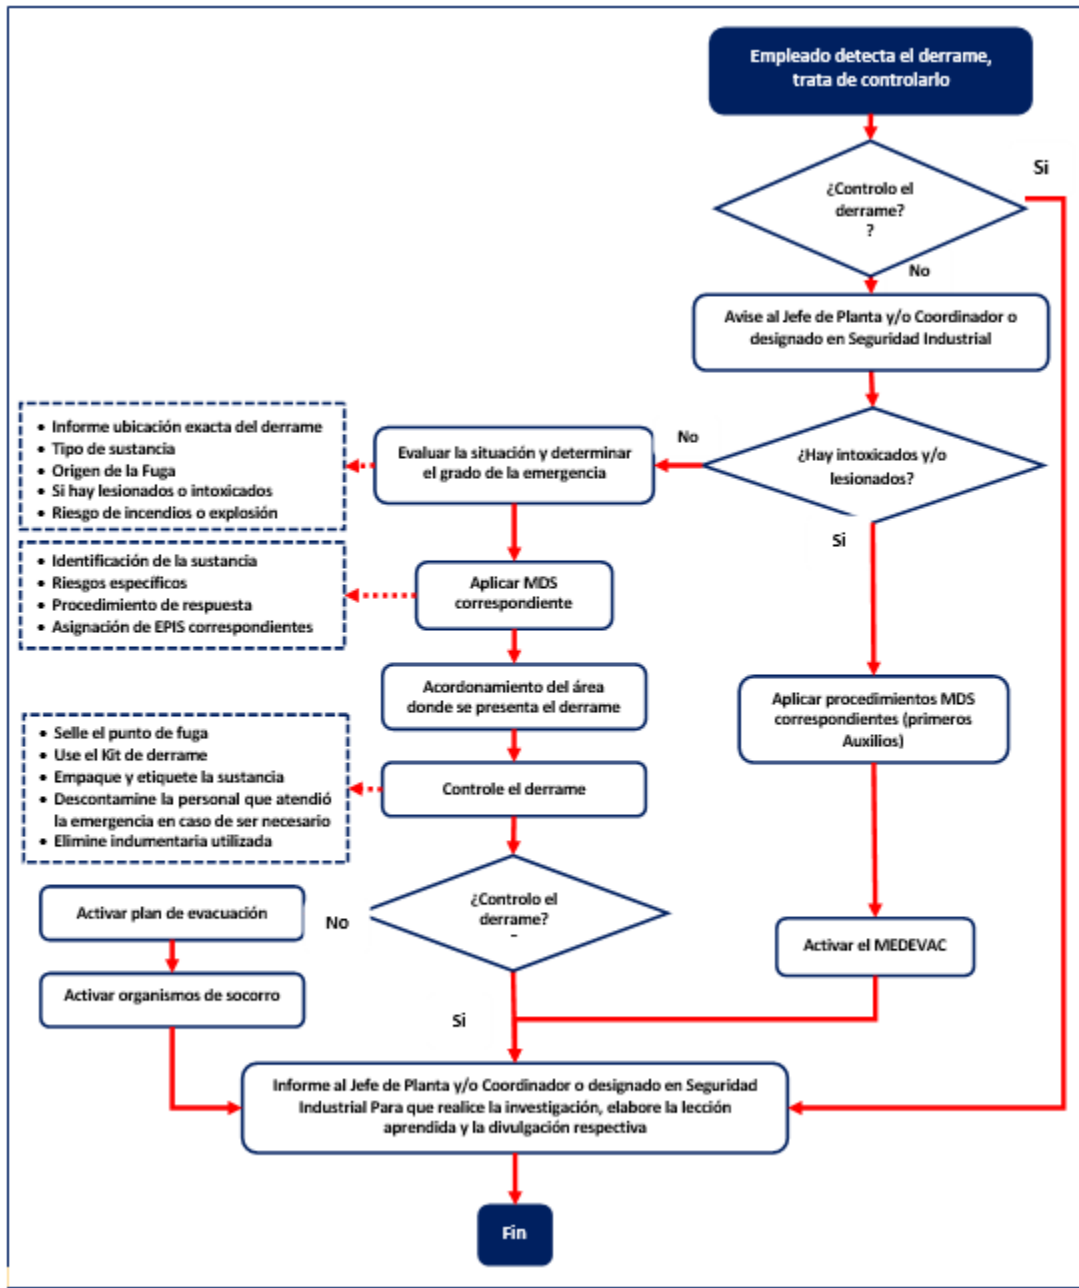 Empleado detecta el derrame,
trata de controlarlo
Si
¿Controlo el
derrame?
?
No
Avise al Jefe de Planta y/o Coordinador o
designado en Seguridad Industrial
¿Hay intoxicados y/o
lesionados?
No
Si
Evaluar la situación y determinar
el grado de la emergencia
• Informe ubicación exacta del derrame
• Tipo de sustancia
• Origen de la Fuga
• Si hay lesionados o intoxicados
• Riesgo de incendios o explosión
Aplicar MDS
correspondiente
• Identificación de la sustancia
• Riesgos específicos
• Procedimiento de respuesta
• Asignación de EPIS correspondientes
Acordonamiento del área
donde se presenta el derrame
Aplicar procedimientos MDS
correspondientes (primeros
Auxilios)
Controle el derrame
• Selle el punto de fuga
• Use el Kit de derrame
• Empaque y etiquete la sustancia
• Descontamine la personal que atendió
la emergencia en caso de ser necesario
• Elimine indumentaria utilizada
¿Controlo el
derrame?
-
No
Si
Activar plan de evacuación
Activar organismos de socorro
Activar el MEDEVAC
Informe al Jefe de Planta y/o Coordinador o designado en Seguridad
Industrial Para que realice la investigación, elabore la lección
aprendida y la divulgación respectiva
Fin